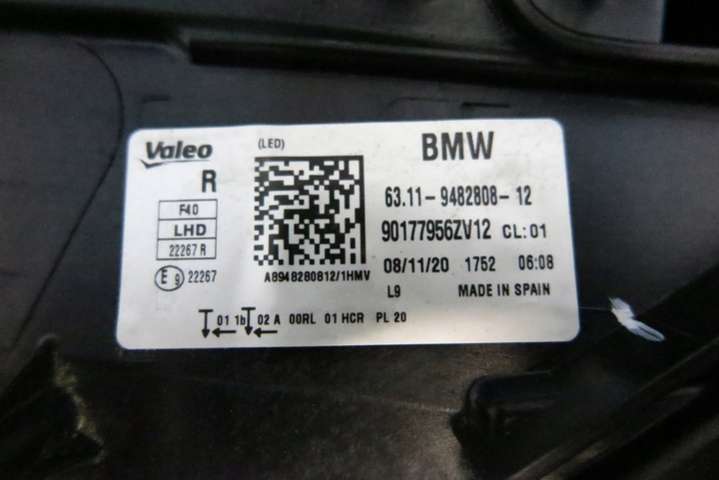 Valeo
(LED)
BMW
R
63.11-9482808-12
F40
LHD
22267 R
90177956ZV12 CL:01
E9 22267
08/11/20 1752 06:08
A8948280812/1HMV
L9 MADE IN SPAIN
01 1b 02 A 00RL 01 HCR PL 20